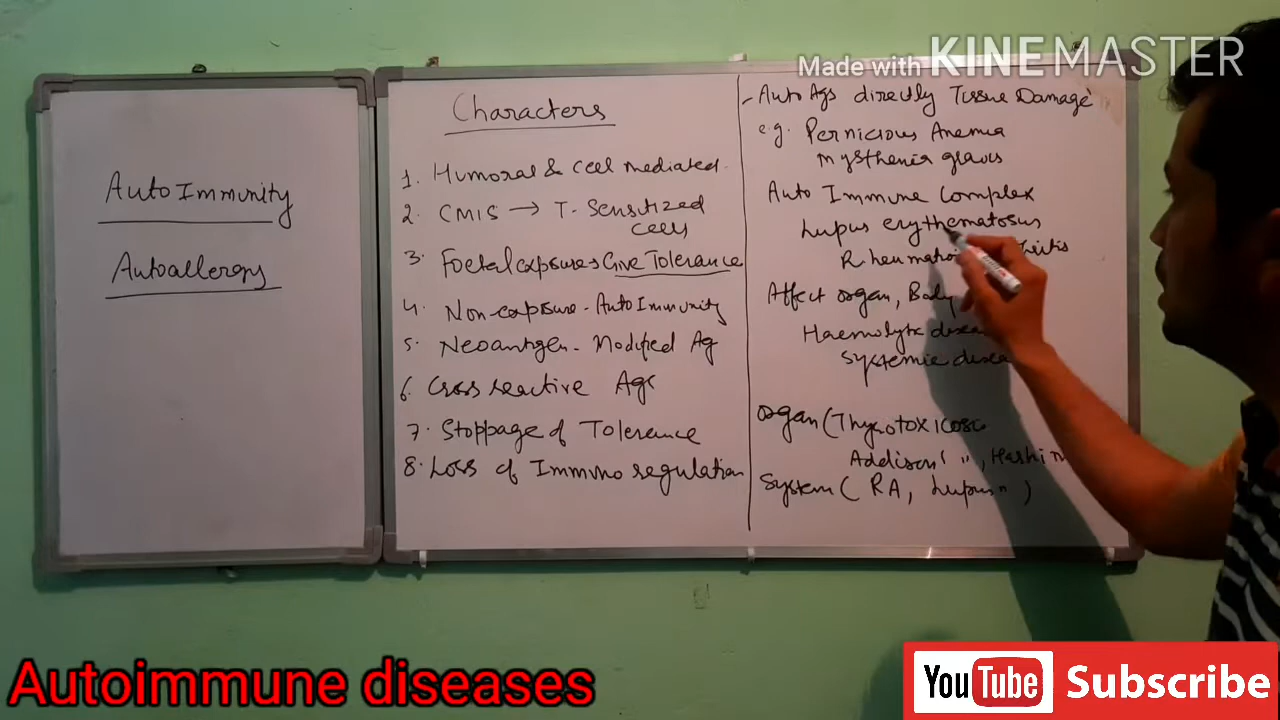 Made with KINEMASTER
Auto Immunity
Autoallergy
Characters
1. Humoral & Cell mediated
2. CMIS → T- Sensitized
cells
3. Foetal exposures Give Tolerance
4. Non-exposure - Auto Immunity
5. Neoantgen - Modified Ag
6. Cross reactive Ags
7. Stoppage of Tolerance
8. Loss of Immuno regulation
- Auto Ags directly Tissue Damage
e.g. Pernicious Anemia
Mysthenia gravis
Auto Immune Complex
Lupus erythematosus
Affect organ, Body
Haemolytic
Systemic
organ (
Addison's ",
System ( RA, Lupus " )
Autoimmune diseases
YouTube Subscribe